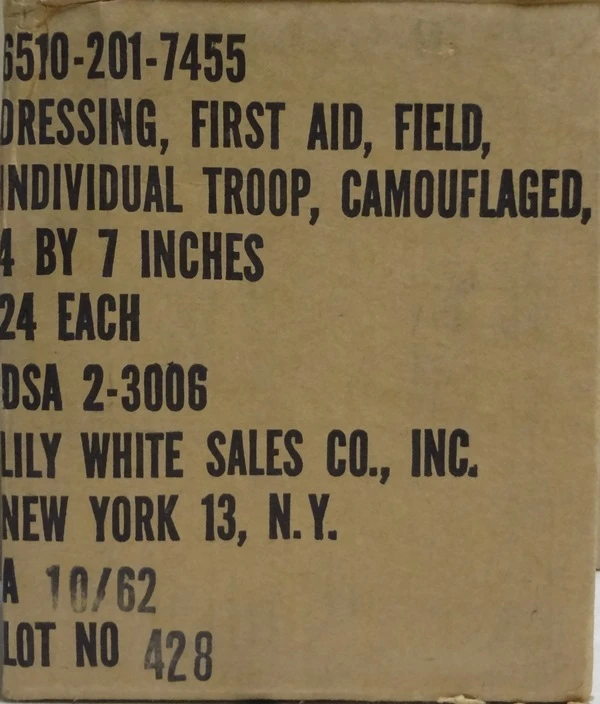 6510-201-7455
DRESSING, FIRST AID, FIELD,
INDIVIDUAL TROOP, CAMOUFLAGED,
4 BY 7 INCHES
24 EACH
DSA 2-3006
LILY WHITE SALES CO., INC.
NEW YORK 13, N.Y.
A 10/62
LOT NO 428